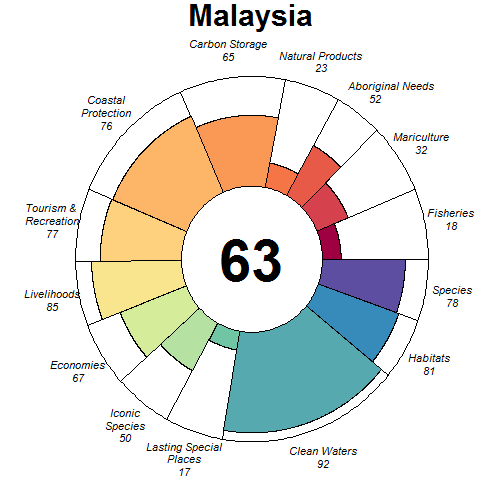 Malaysia
Carbon Storage
65
Natural Products
23
Aboriginal Needs
52
Mariculture
32
Fisheries
18
Species
78
Habitats
81
Clean Waters
92
Lasting Special
Places
17
Iconic
Species
50
Economies
67
Livelihoods
85
Tourism &
Recreation
77
Coastal
Protection
76
63